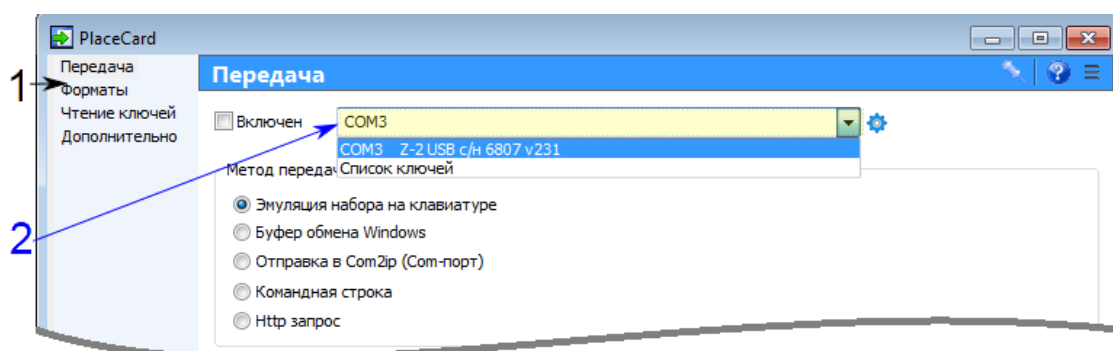 PlaceCard
1
Передача
Форматы
Чтение ключей
Дополнительно
Передача
Включен
COM3
COM3 Z-2 USB с/н 6807 v231
Список ключей
Метод передач
2
Эмуляция набора на клавиатуре
Буфер обмена Windows
Отправка в Com2ip (Com-порт)
Командная строка
Http запрос